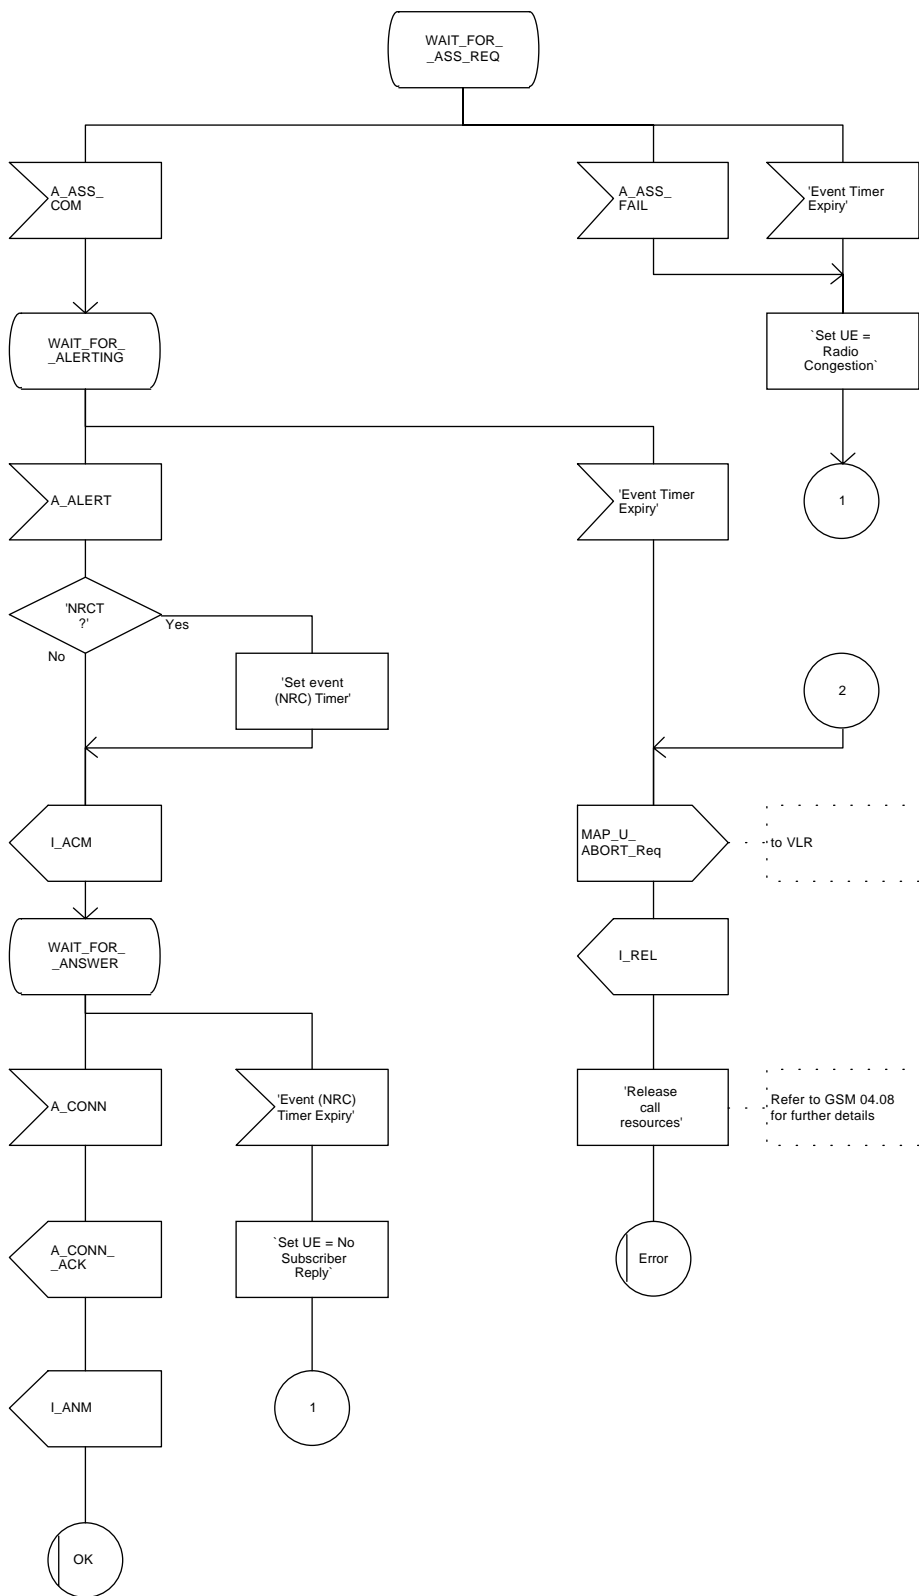 WAIT_FOR_
_ASS_REQ
A_ASS_
COM
A_ASS_
FAIL
'Event Timer
Expiry'
WAIT_FOR_
_ALERTING
`Set UE =
Radio
Congestion`
A_ALERT
'Event Timer
Expiry'
1
'NRCT
?'
Yes
No
'Set event
(NRC) Timer'
2
I_ACM
MAP_U_
ABORT_Req
to VLR
WAIT_FOR_
_ANSWER
I_REL
A_CONN
'Event (NRC)
Timer Expiry'
'Release
call
resources'
Refer to GSM 04.08
for further details
A_CONN_
_ACK
`Set UE = No
Subscriber
Reply`
Error
I_ANM
1
OK